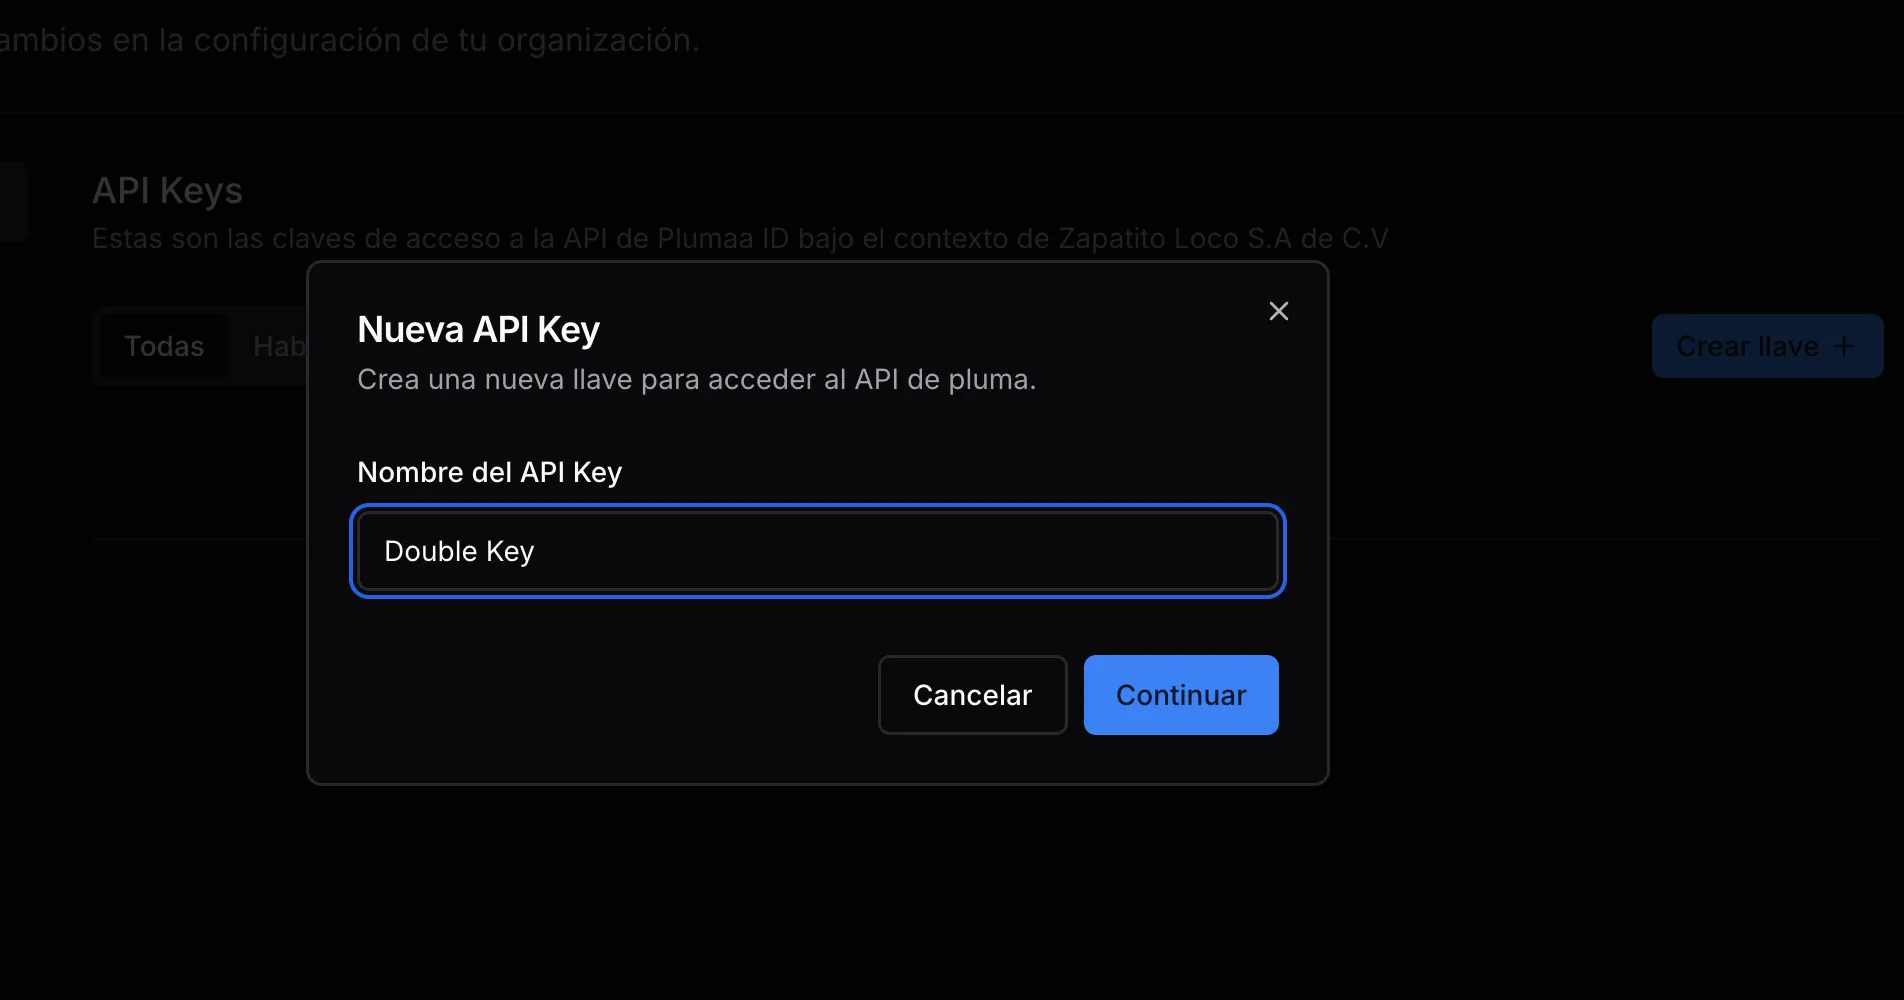 ambios en la configuración de tu organización.
API Keys
Estas son las claves de acceso a la API de Plumaa ID bajo el contexto de Zapatito Loco S.A de C.V
Todas
Crear llave +
Nueva API Key
Crea una nueva llave para acceder al API de pluma.
Nombre del API Key
Double Key
Cancelar
Continuar